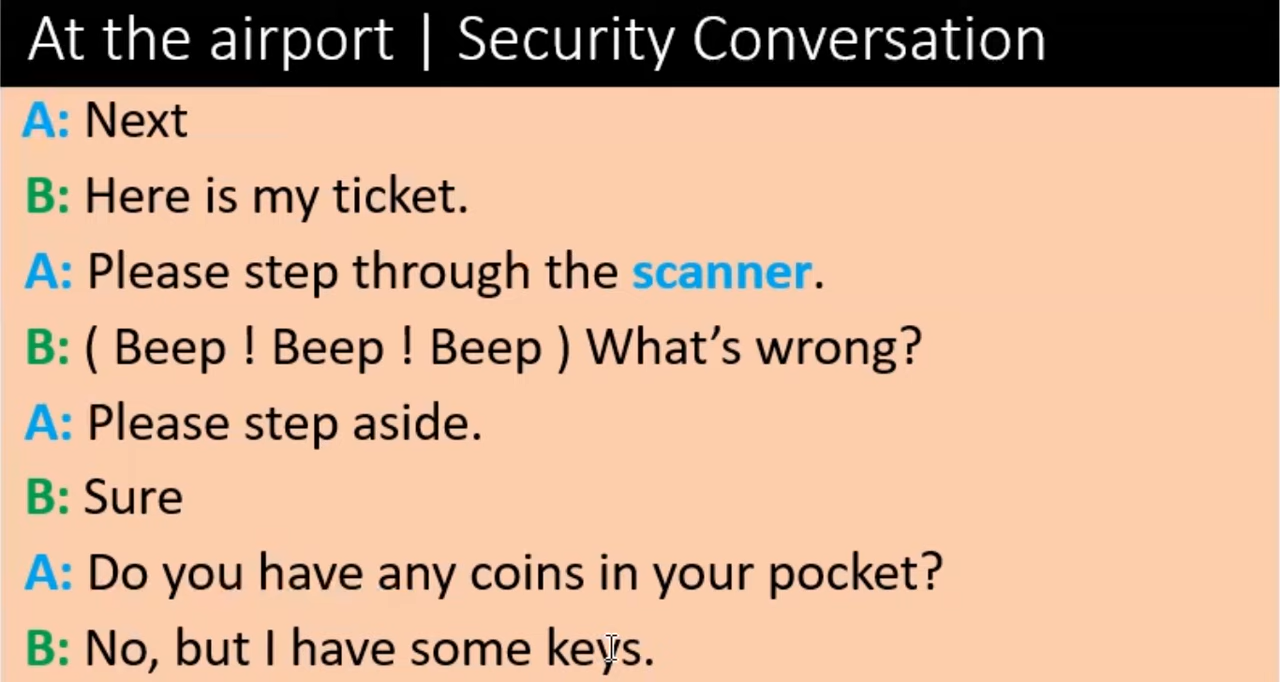 At the airport | Security Conversation
A: Next
B: Here is my ticket.
A: Please step through the scanner.
B: ( Beep ! Beep ! Beep ) What’s wrong?
A: Please step aside.
B: Sure
A: Do you have any coins in your pocket?
B: No, but I have some keys.